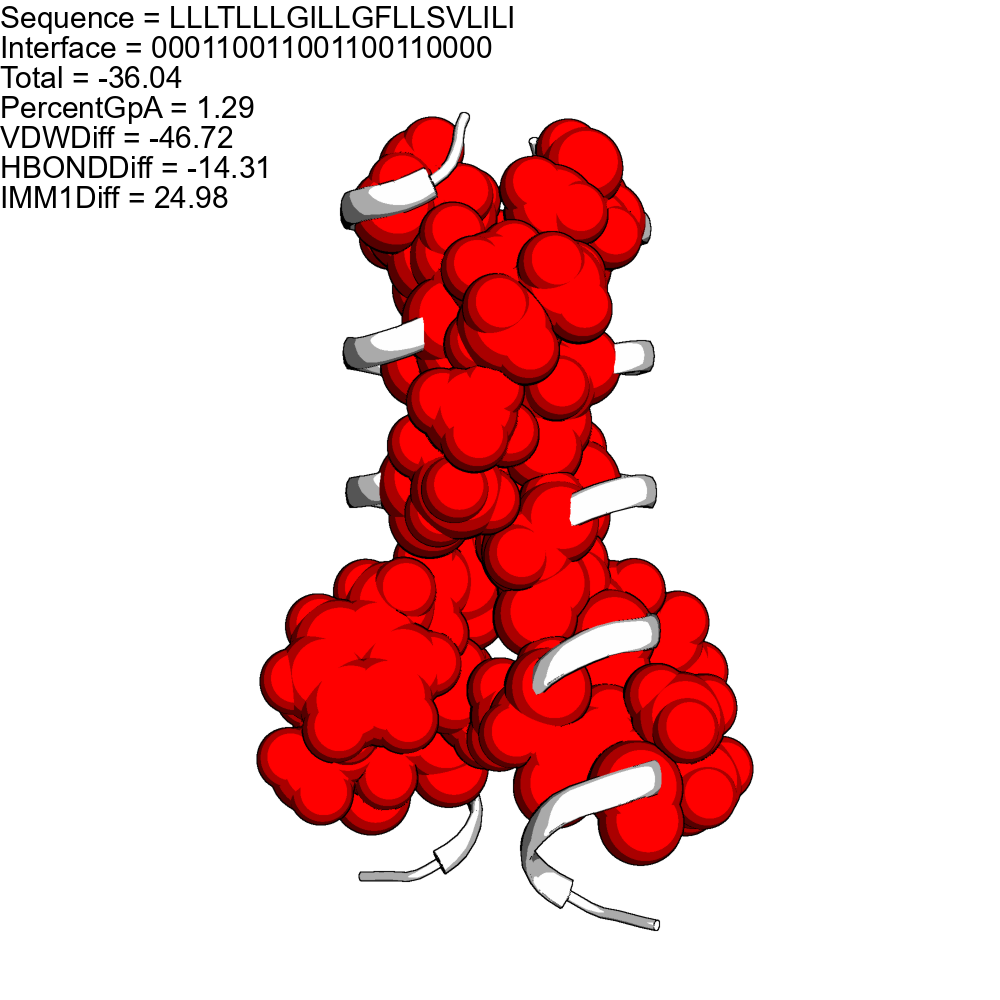 Sequence = LLLTLLLGILLGFLLSVLILI
Interface = 000110011001100110000
Total = -36.04
PercentGpA = 1.29
VDWDiff = -46.72
HBONDDiff = -14.31
IMM1Diff = 24.98